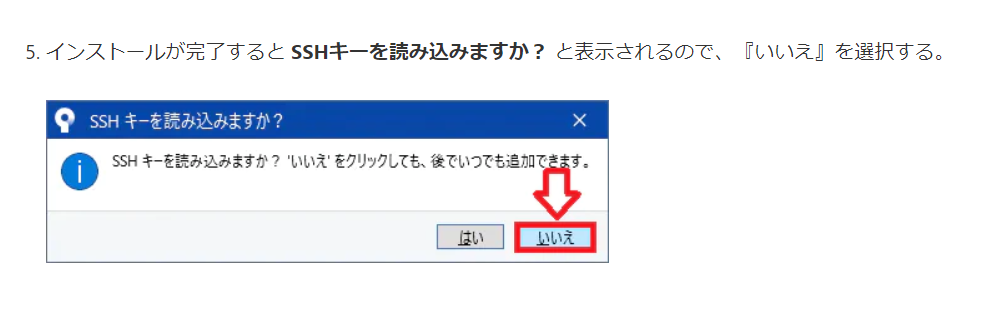 5. インストールが完了すると SSHキーを読み込みますか？ と表示されるので、『いいえ』を選択する。
SSH キーを読み込みますか？
SSH キーを読み込みますか？ 'いいえ' をクリックしても、後でいつでも追加できます。
はい
いいえ